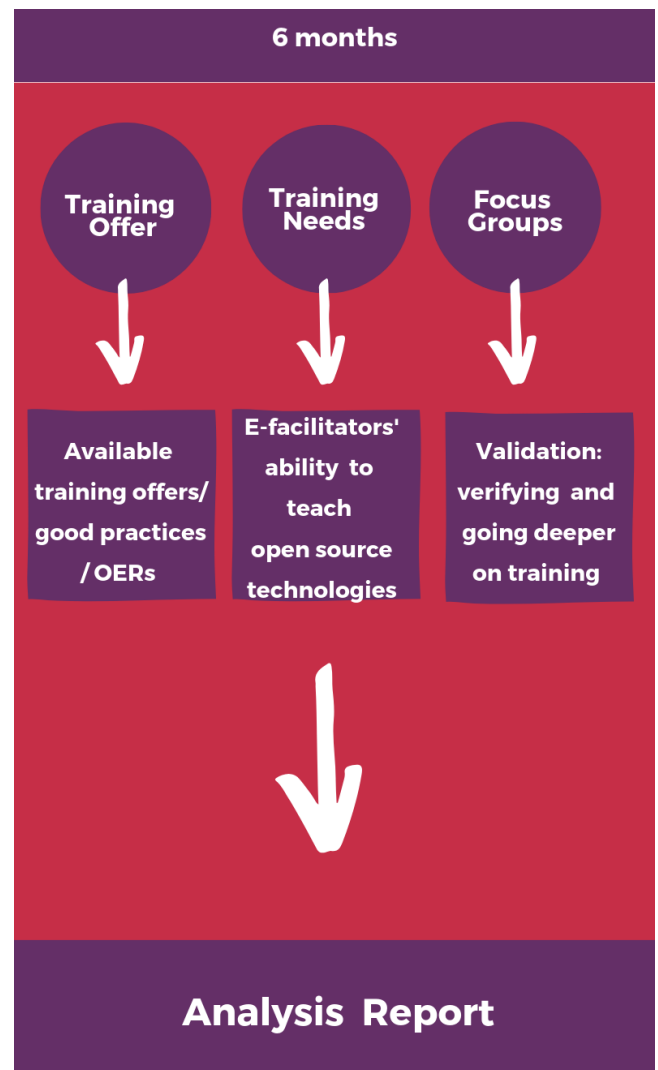 6 months
Training
Offer
Training
Needs
Focus
Groups
Available
training offers/
good practices
/ OERs
E-facilitators'
ability to
teach
open source
technologies
Validation:
verifying and
going deeper
on training
Analysis Report